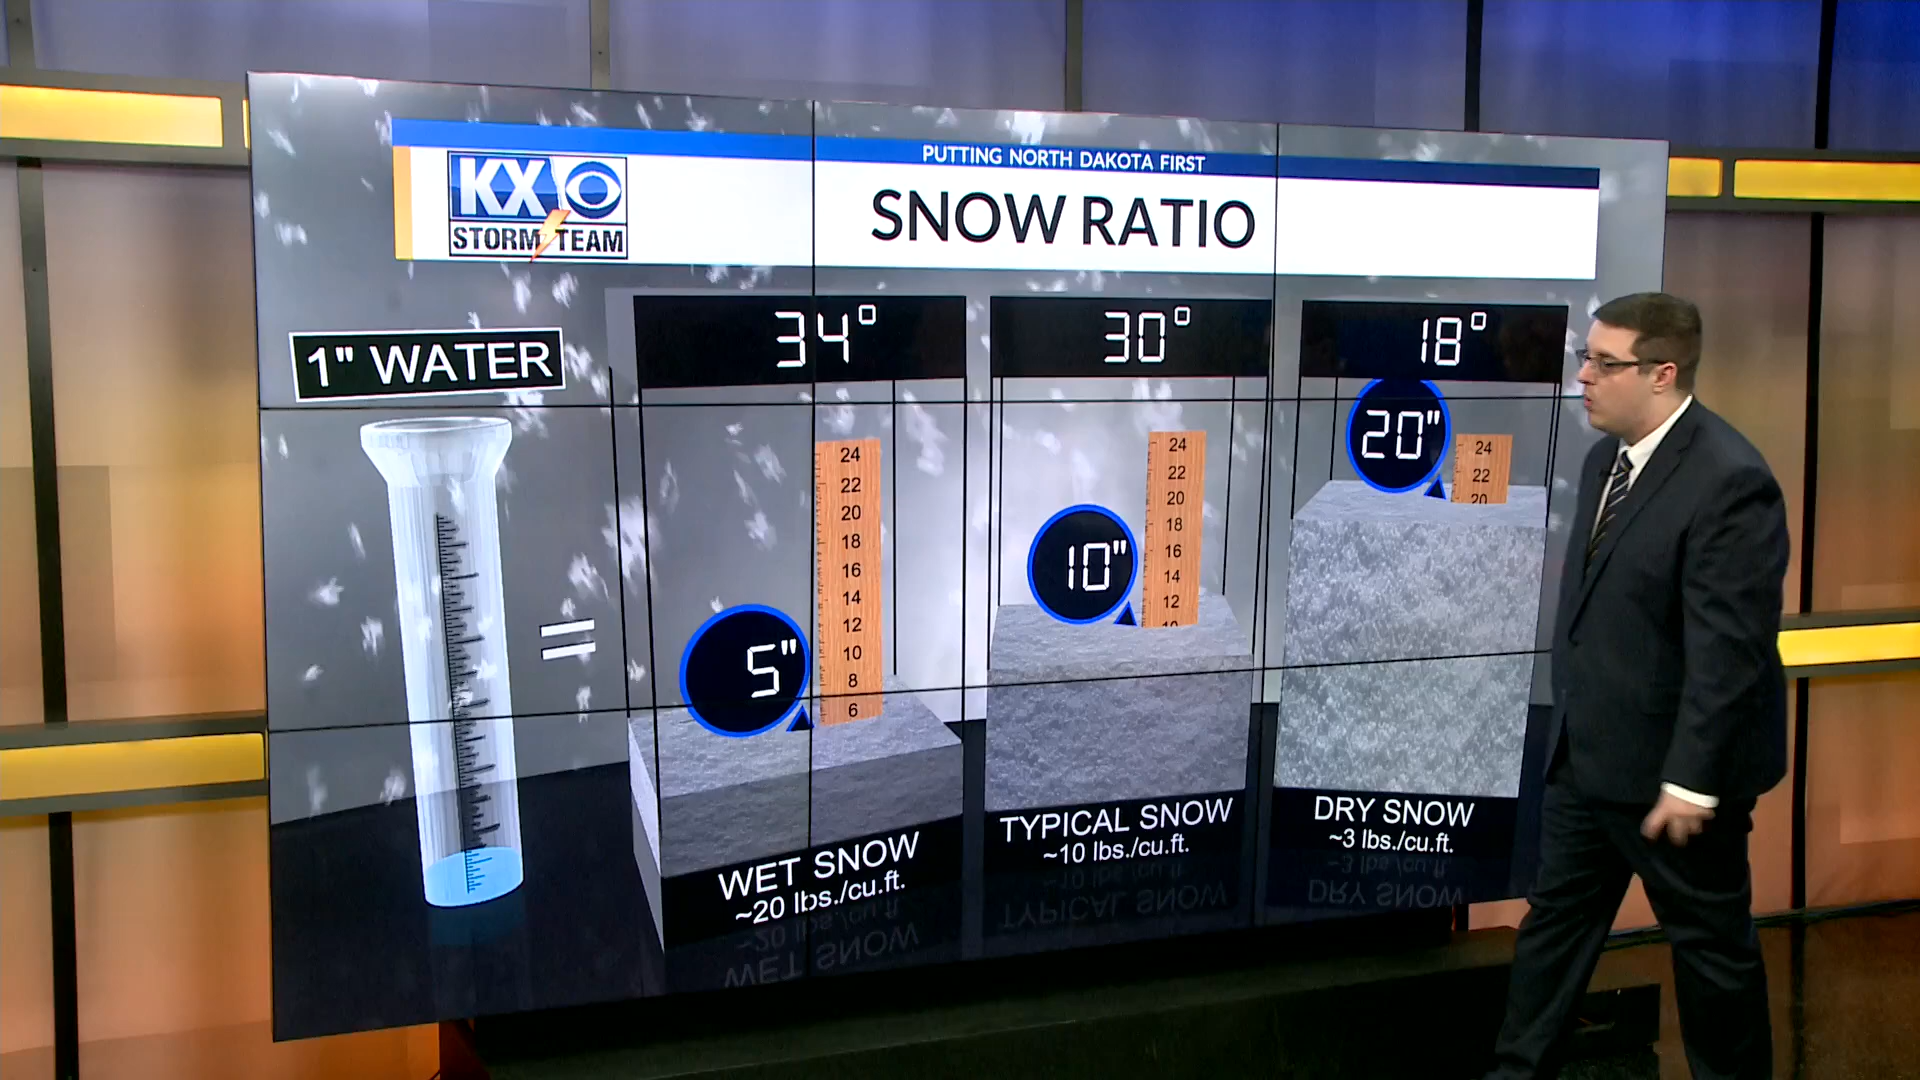 PUTTING NORTH DAKOTA FIRST
KX
STORM TEAM
SNOW RATIO
1" WATER
=
34°
30°
18°
5"
10"
20"
24
22
20
18
16
14
12
10
8
6
24
22
20
18
16
14
12
10
24
22
20
WET SNOW
~20 lbs./cu.ft.
TYPICAL SNOW
~10 lbs./cu.ft.
DRY SNOW
~3 lbs./cu.ft.